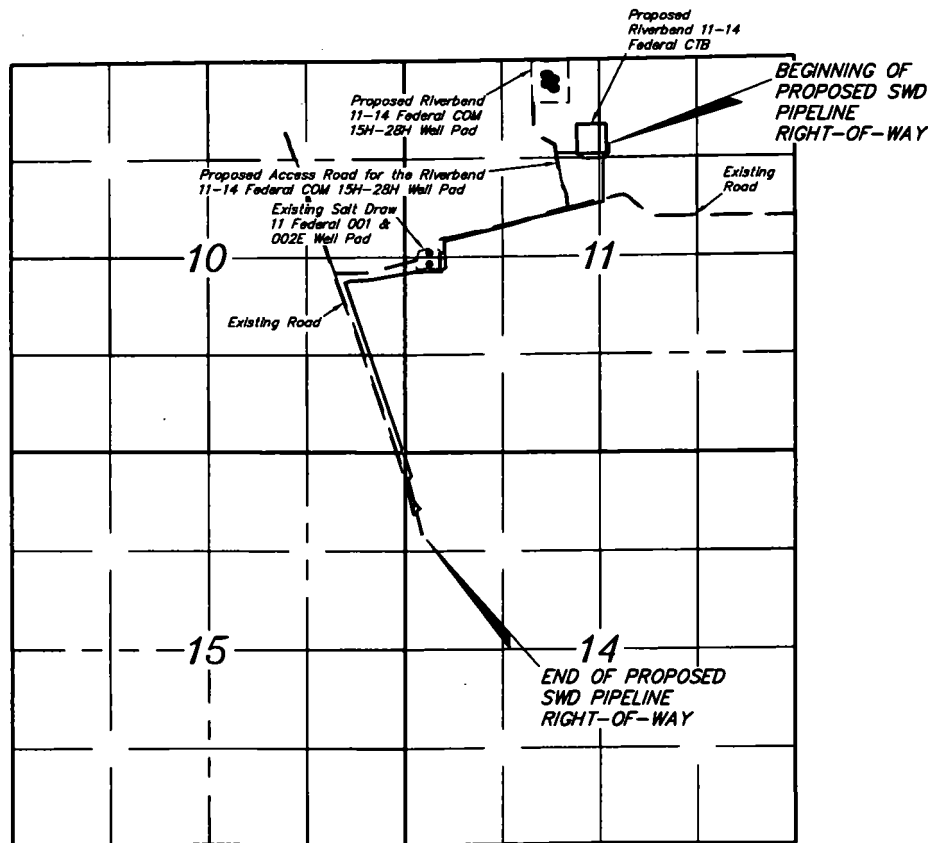 Proposed
Riverbend 11-14
Federal CTB
BEGINNING OF
PROPOSED SWD
PIPELINE
RIGHT-OF-WAY
Proposed Riverbend
11-14 Federal COM
15H-28H Well Pad
Proposed Access Road for the Riverbend
11-14 Federal COM 15H-28H Well Pad
Existing
Road
Existing Salt Draw
11 Federal 001 &
002E Well Pad
10
11
Existing Road
15
14
END OF PROPOSED
SWD PIPELINE
RIGHT-OF-WAY